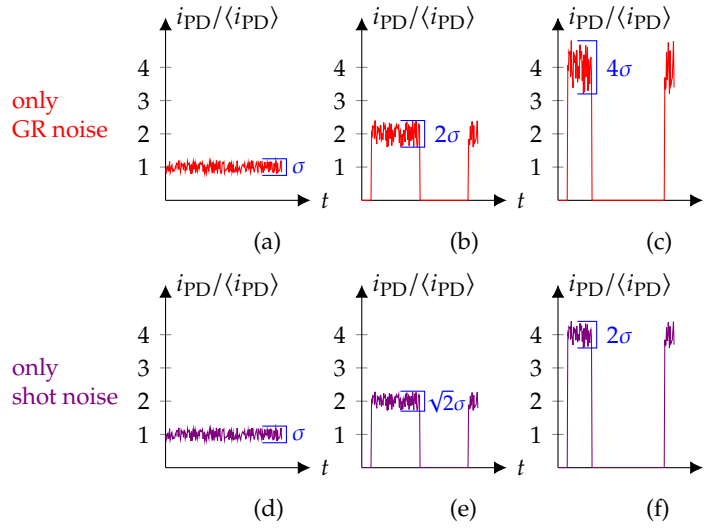 i_PD/⟨i_PD⟩ i_PD/⟨i_PD⟩ i_PD/⟨i_PD⟩
only
GR noise
4 3 2 1 σ t
4 3 2 1 2σ t
4 3 2 1 4σ
(a) (b) (c)
i_PD/⟨i_PD⟩ i_PD/⟨i_PD⟩ i_PD/⟨i_PD⟩
only
shot noise
4 3 2 1 σ t
4 3 2 1 √2σ t
4 3 2 1 2σ
(d) (e) (f)